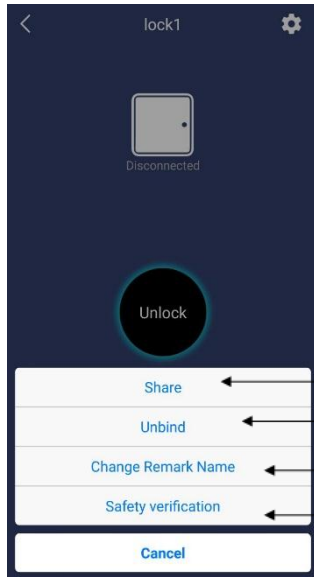 lock1
Disconnected
Unlock
Share
Unbind
Change Remark Name
Safety verification
Cancel